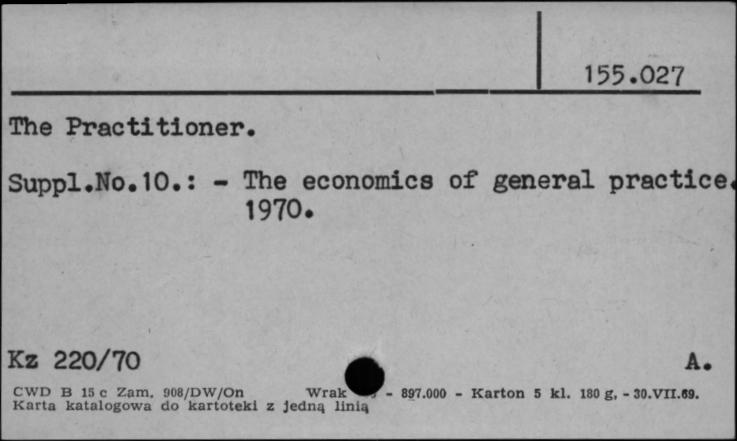 155.027
The Practitioner.
Suppl.No.10.: - The economics of general practice.
1970.
Kz 220/70 A.
CWD B 15 c Zam. 908/DW/On Wrak - 897.000 - Karton 5 kl. 180 g, - 30.VII.69.
Karta katalogowa do kartoteki z jedną linią